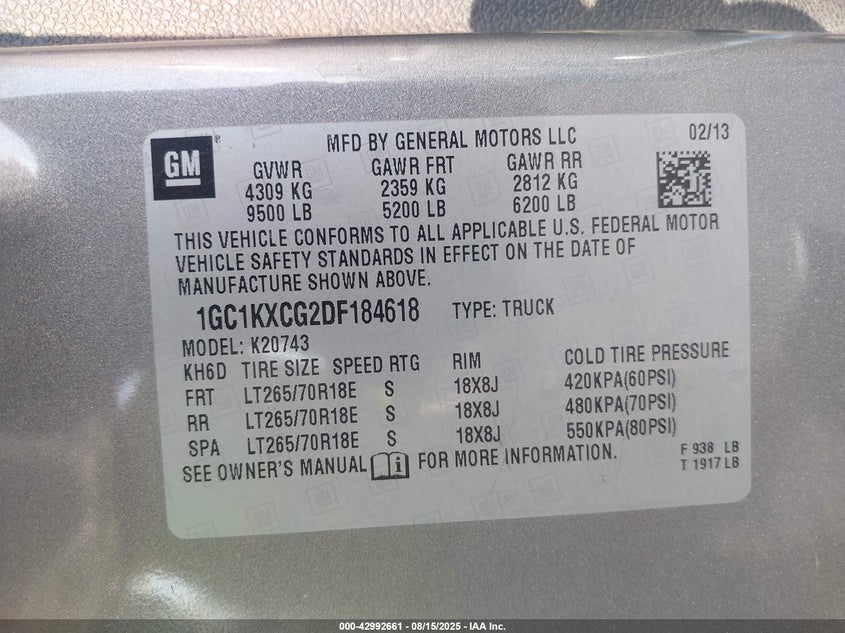 GM
MFD BY GENERAL MOTORS LLC 02/13
GVWR GAWR FRT GAWR RR
4309 KG 2359 KG 2812 KG
9500 LB 5200 LB 6200 LB
THIS VEHICLE CONFORMS TO ALL APPLICABLE U.S. FEDERAL MOTOR
VEHICLE SAFETY STANDARDS IN EFFECT ON THE DATE OF
MANUFACTURE SHOWN ABOVE.
1GC1KXCG2DF184618 TYPE: TRUCK
MODEL: K20743
KH6D TIRE SIZE SPEED RTG RIM COLD TIRE PRESSURE
FRT LT265/70R18E S 18X8J 420KPA(60PSI)
RR LT265/70R18E S 18X8J 480KPA(70PSI)
SPA LT265/70R18E S 18X8J 550KPA(80PSI)
SEE OWNER'S MANUAL FOR MORE INFORMATION.
F 938 LB
T 1917 LB
000-42992661 - 08/15/2025 - IAA Inc.